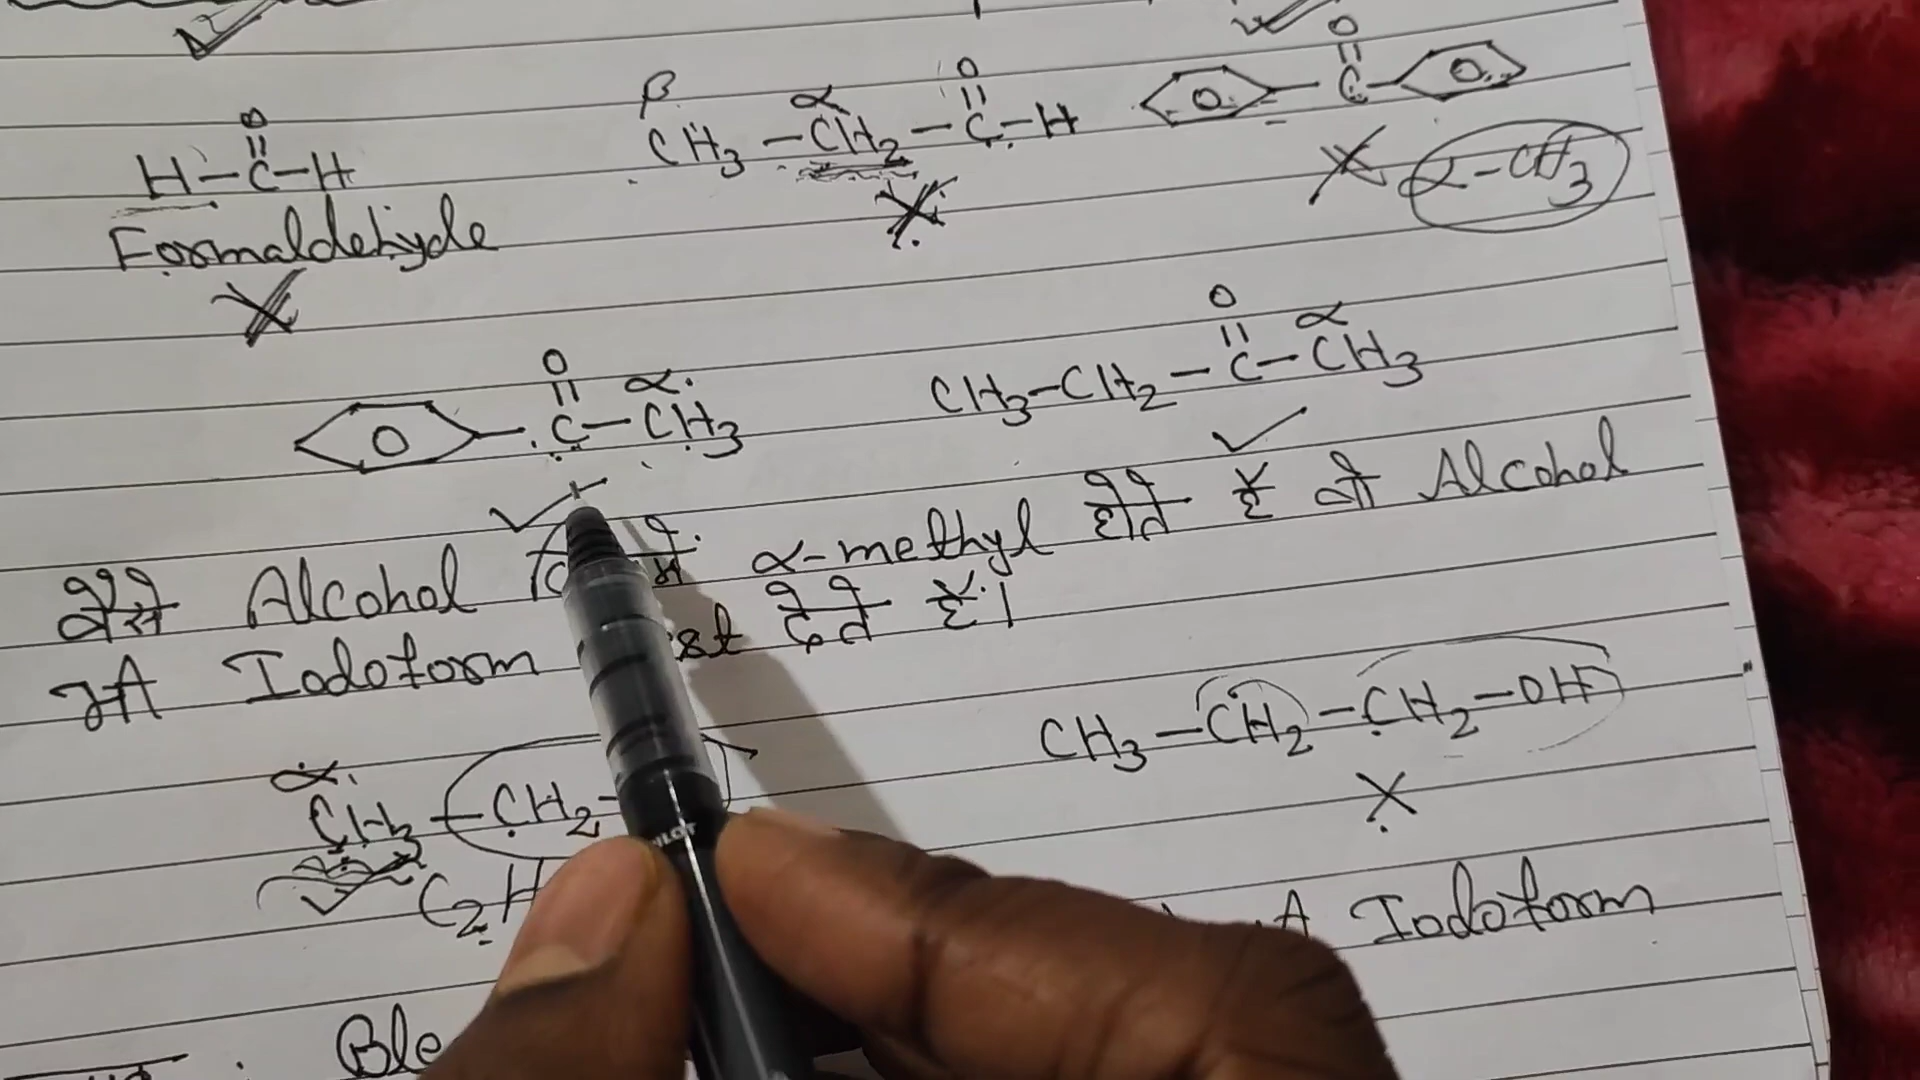 O
||
H-C-H
Formaldehyde
β α O
CH3-CH2-C-H
O
||
C
α-CH3
O α
C-CH3
O α
CH3-CH2-C-CH3
वैसे Alcohol α-methyl होते हैं वो Alcohol
भी Iodoform देते हैं।
α
CH3-CH2-
C2H
CH3-CH2-CH2-OH
Iodoform